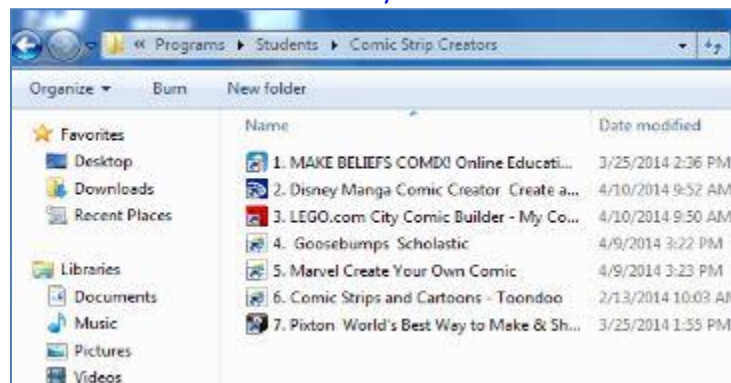 « Programs ▸ Students ▸ Comic Strip Creators
Organize ▾ Burn New folder
Favorites
Desktop
Downloads
Recent Places
Libraries
Documents
Music
Pictures
Videos
Name Date modified
1. MAKE BELIEFS COMIX! Online Educati... 3/25/2014 2:36 PM
2. Disney Manga Comic Creator Create a... 4/10/2014 9:52 AM
3. LEGO.com City Comic Builder - My Co... 4/10/2014 9:50 AM
4. Goosebumps Scholastic 4/9/2014 3:22 PM
5. Marvel Create Your Own Comic 4/9/2014 3:23 PM
6. Comic Strips and Cartoons - Toondoo 2/13/2014 10:03 AM
7. Pixton World's Best Way to Make & Sh... 3/25/2014 1:55 PM